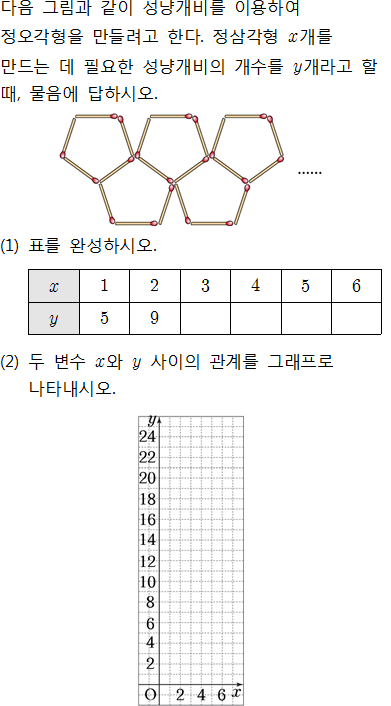 다음 그림과 같이 성냥개비를 이용하여
정오각형을 만들려고 한다. 정삼각형 x개를
만드는 데 필요한 성냥개비의 개수를 y개라고 할
때, 물음에 답하시오.
......
(1) 표를 완성하시오.
x 1 2 3 4 5 6
y 5 9
(2) 두 변수 x와 y 사이의 관계를 그래프로
나타내시오.
y
24
22
20
18
16
14
12
10
8
6
4
2
O 2 4 6 x